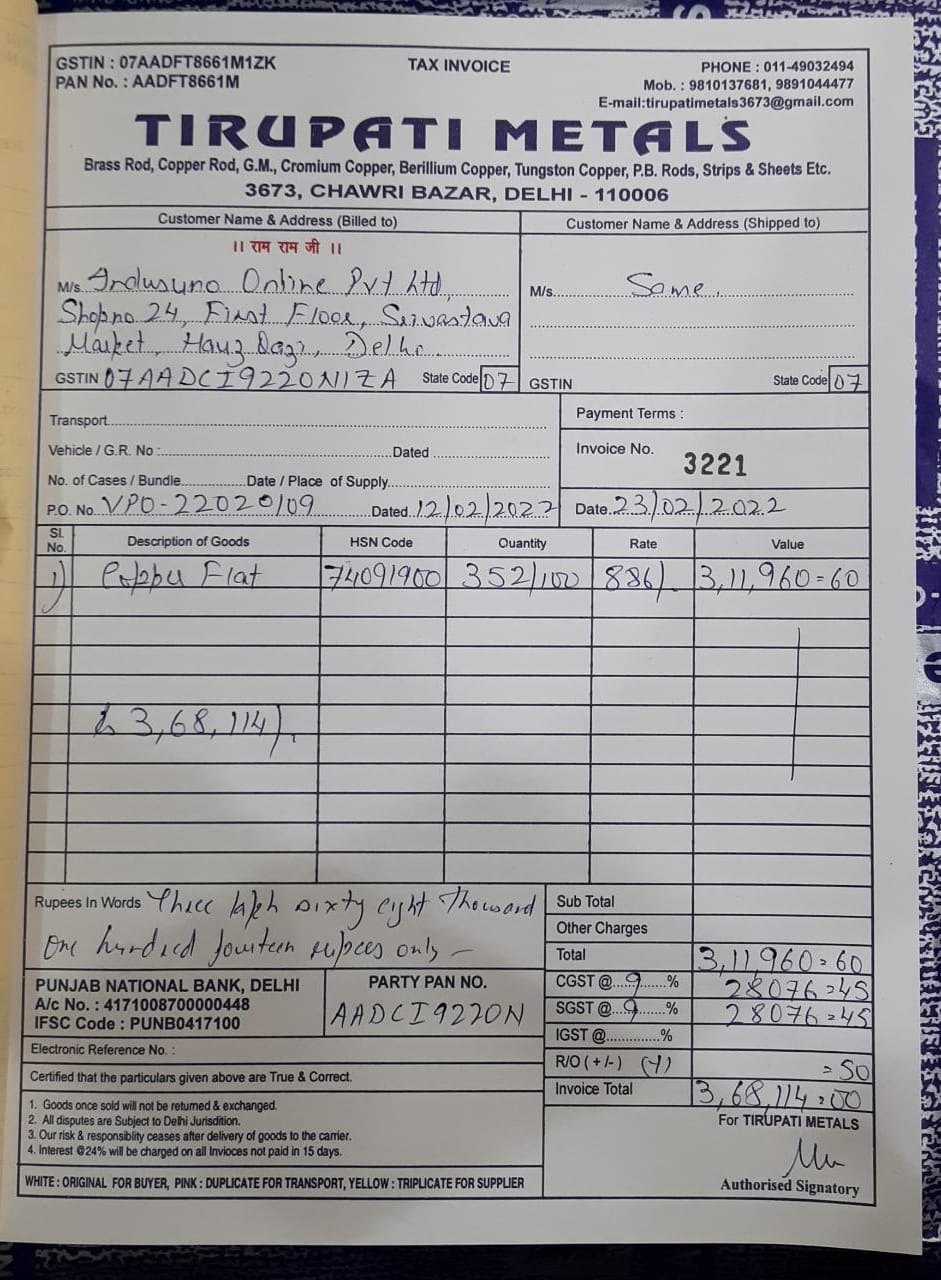 GSTIN : 07AADFT8661M1ZK TAX INVOICE PHONE : 011-49032494
PAN No. : AADFT8661M Mob. : 9810137681, 9891044477
E-mail:tirupatimetals3673@gmail.com
TIRUPATI METALS
Brass Rod, Copper Rod, G.M., Cromium Copper, Berillium Copper, Tungston Copper, P.B. Rods, Strips & Sheets Etc.
3673, CHAWRI BAZAR, DELHI - 110006
Customer Name & Address (Billed to) Customer Name & Address (Shipped to)
।। राम राम जी ।।
M/s. Indusuno Online Pvt Ltd, M/s. Same,
Shop no 24, First Floor, Srivastava
Market, Hauz Qazi, Delhi
GSTIN 07AADCI9220N1ZA State Code 07 GSTIN State Code 07
Transport Payment Terms :
Vehicle / G.R. No : Dated Invoice No. 3221
No. of Cases / Bundle Date / Place of Supply
P.O. No. VPO-22020/09 Dated 12/02/2022 Date 23/02/2022
Sl. No. Description of Goods HSN Code Quantity Rate Value
1) Copper Flat 74091900 352/100 886/. 3,11,960=60
3,68,114/.
Rupees In Words Three lakh sixty eight Thousand Sub Total
One hundred fourteen rupees only – Other Charges
Total 3,11,960=60
PUNJAB NATIONAL BANK, DELHI PARTY PAN NO. CGST @ 9 % 28076=45
A/c No. : 4171008700000448 AADCI9220N SGST @ 9 % 28076=45
IFSC Code : PUNB0417100 IGST @ %
Electronic Reference No. : R/O (+/-) (+) =50
Certified that the particulars given above are True & Correct. Invoice Total 3,68,114=00
1. Goods once sold will not be returned & exchanged. For TIRUPATI METALS
2. All disputes are Subject to Delhi Jurisdition.
3. Our risk & responsiblity ceases after delivery of goods to the carrier.
4. Interest @24% will be charged on all Invioces not paid in 15 days.
WHITE : ORIGINAL FOR BUYER, PINK : DUPLICATE FOR TRANSPORT, YELLOW : TRIPLICATE FOR SUPPLIER Authorised Signatory